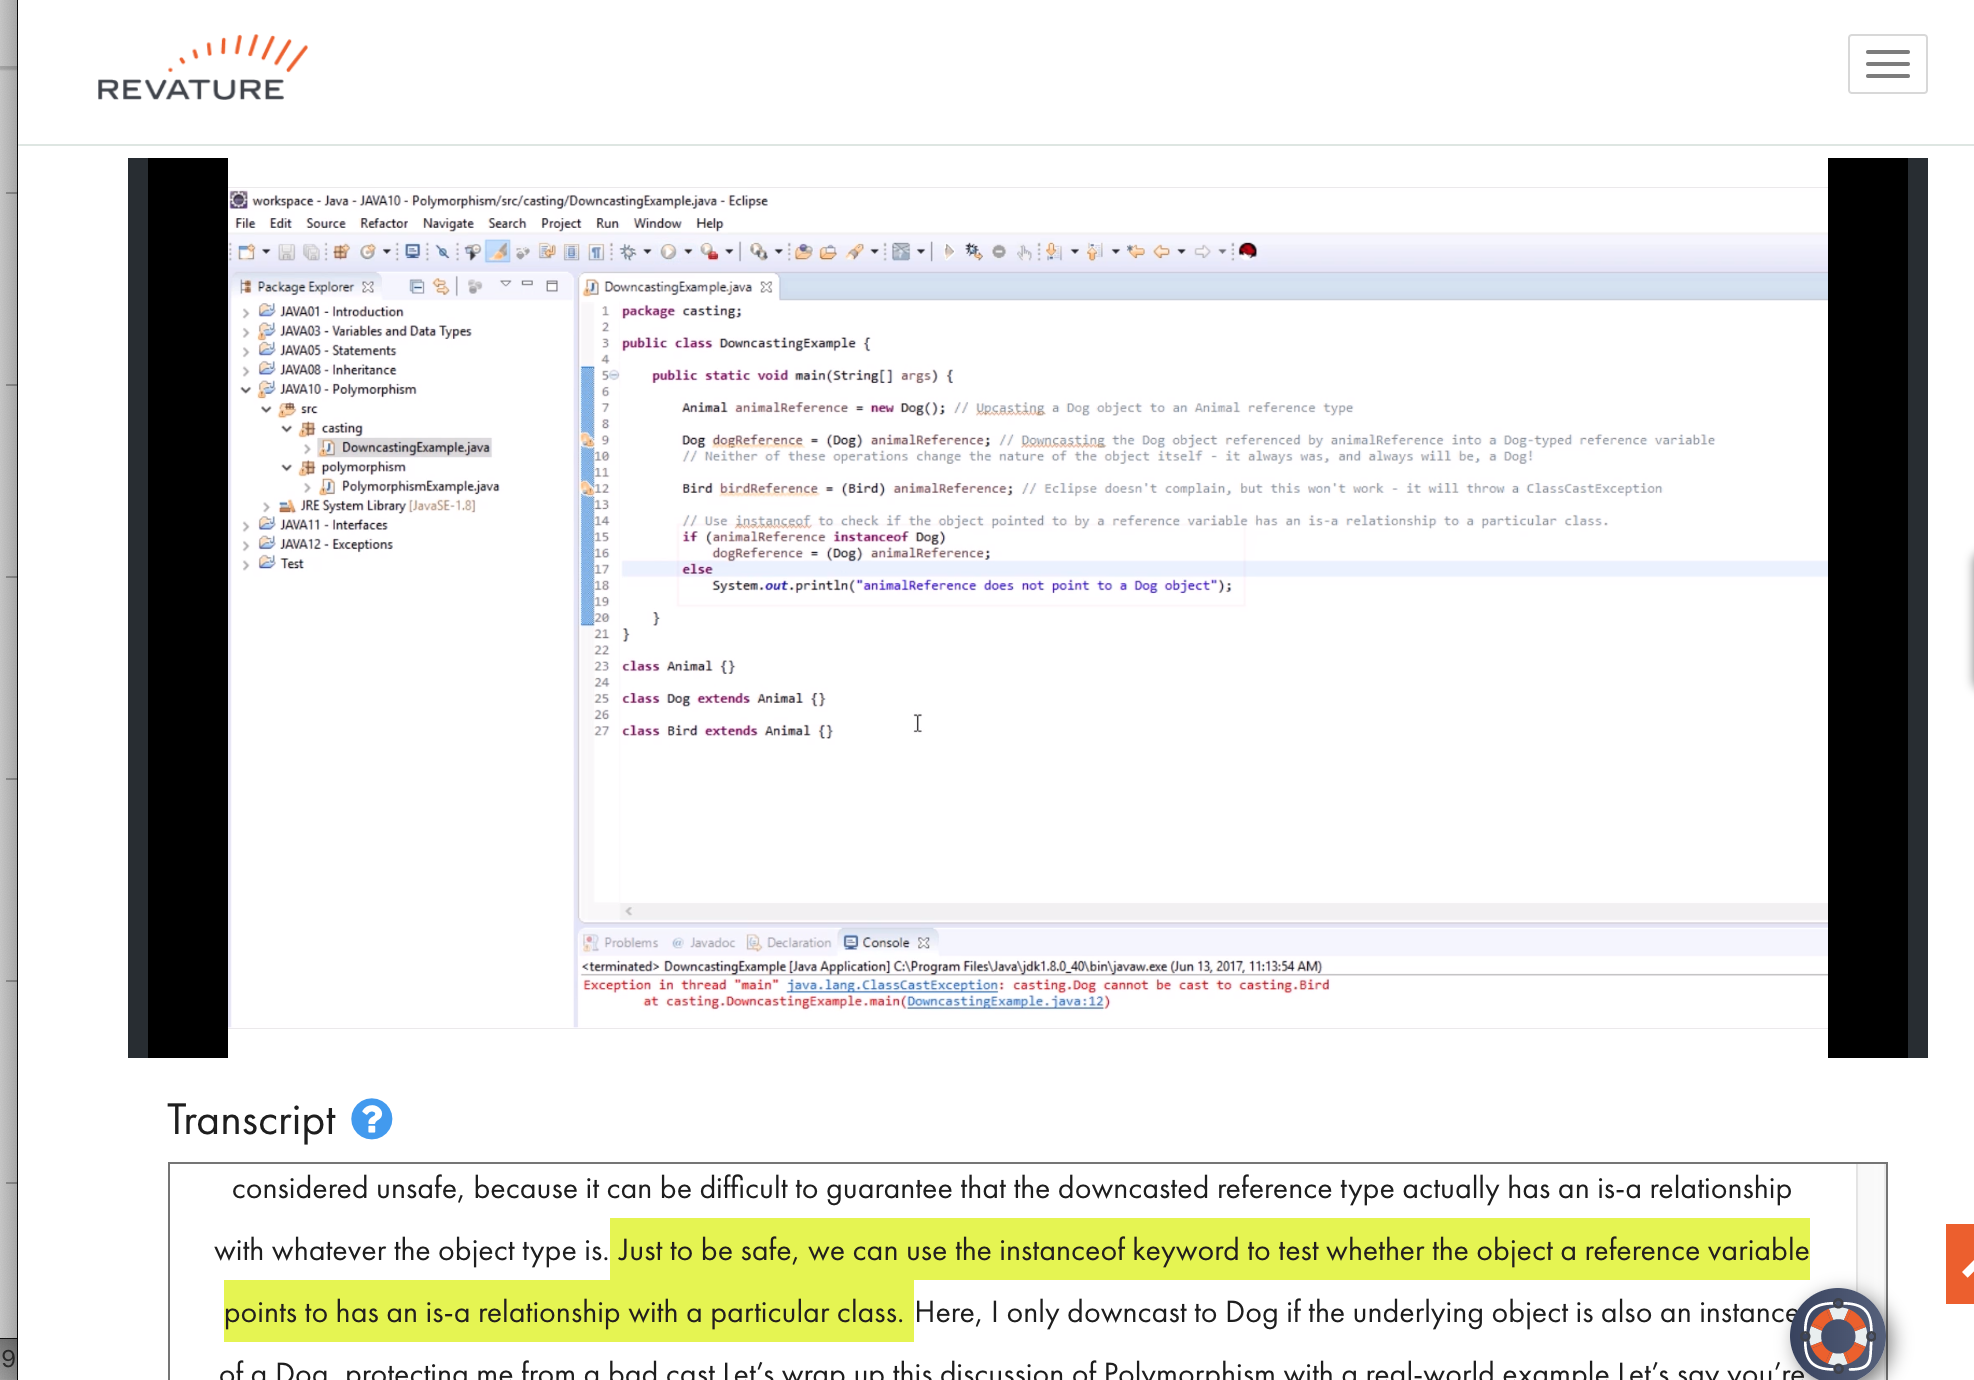 REVATURE
workspace - Java - JAVA10 - Polymorphism/src/casting/DowncastingExample.java - Eclipse
File Edit Source Refactor Navigate Search Project Run Window Help
Package Explorer
JAVA01 - Introduction
JAVA03 - Variables and Data Types
JAVA05 - Statements
JAVA08 - Inheritance
JAVA10 - Polymorphism
src
casting
DowncastingExample.java
polymorphism
PolymorphismExample.java
JRE System Library [JavaSE-1.8]
JAVA11 - Interfaces
JAVA12 - Exceptions
Test
DowncastingExample.java
1 package casting;
2
3 public class DowncastingExample {
4
5 public static void main(String[] args) {
6
7 Animal animalReference = new Dog(); // Upcasting a Dog object to an Animal reference type
8
9 Dog dogReference = (Dog) animalReference; // Downcasting the Dog object referenced by animalReference into a Dog-typed reference variable
10 // Neither of these operations change the nature of the object itself - it always was, and always will be, a Dog!
11
12 Bird birdReference = (Bird) animalReference; // Eclipse doesn't complain, but this won't work - it will throw a ClassCastException
13
14 // Use instanceof to check if the object pointed to by a reference variable has an is-a relationship to a particular class.
15 if (animalReference instanceof Dog)
16 dogReference = (Dog) animalReference;
17 else
18 System.out.println("animalReference does not point to a Dog object");
19
20 }
21 }
22
23 class Animal {}
24
25 class Dog extends Animal {}
26
27 class Bird extends Animal {}
Problems @ Javadoc Declaration Console
<terminated> DowncastingExample [Java Application] C:\Program Files\Java\jdk1.8.0_40\bin\javaw.exe (Jun 13, 2017, 11:13:54 AM)
Exception in thread "main" java.lang.ClassCastException: casting.Dog cannot be cast to casting.Bird
at casting.DowncastingExample.main(DowncastingExample.java:12)
Transcript ?
considered unsafe, because it can be difficult to guarantee that the downcasted reference type actually has an is-a relationship
with whatever the object type is. Just to be safe, we can use the instanceof keyword to test whether the object a reference variable
points to has an is-a relationship with a particular class. Here, I only downcast to Dog if the underlying object is also an instance
of a Dog, protecting me from a bad cast Let's wrap up this discussion of Polymorphism with a real-world example Let's say you're
9